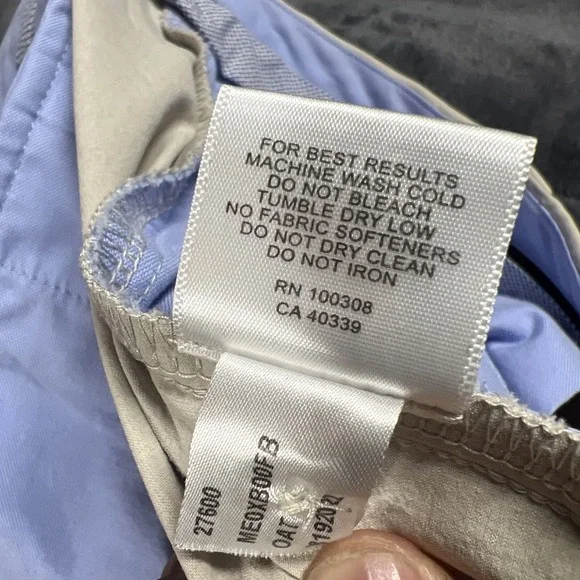 FOR BEST RESULTS
MACHINE WASH COLD
DO NOT BLEACH
TUMBLE DRY LOW
NO FABRIC SOFTENERS
DO NOT DRY CLEAN
DO NOT IRON
RN 100308
CA 40339
27600
ME0XB00FB
OAT